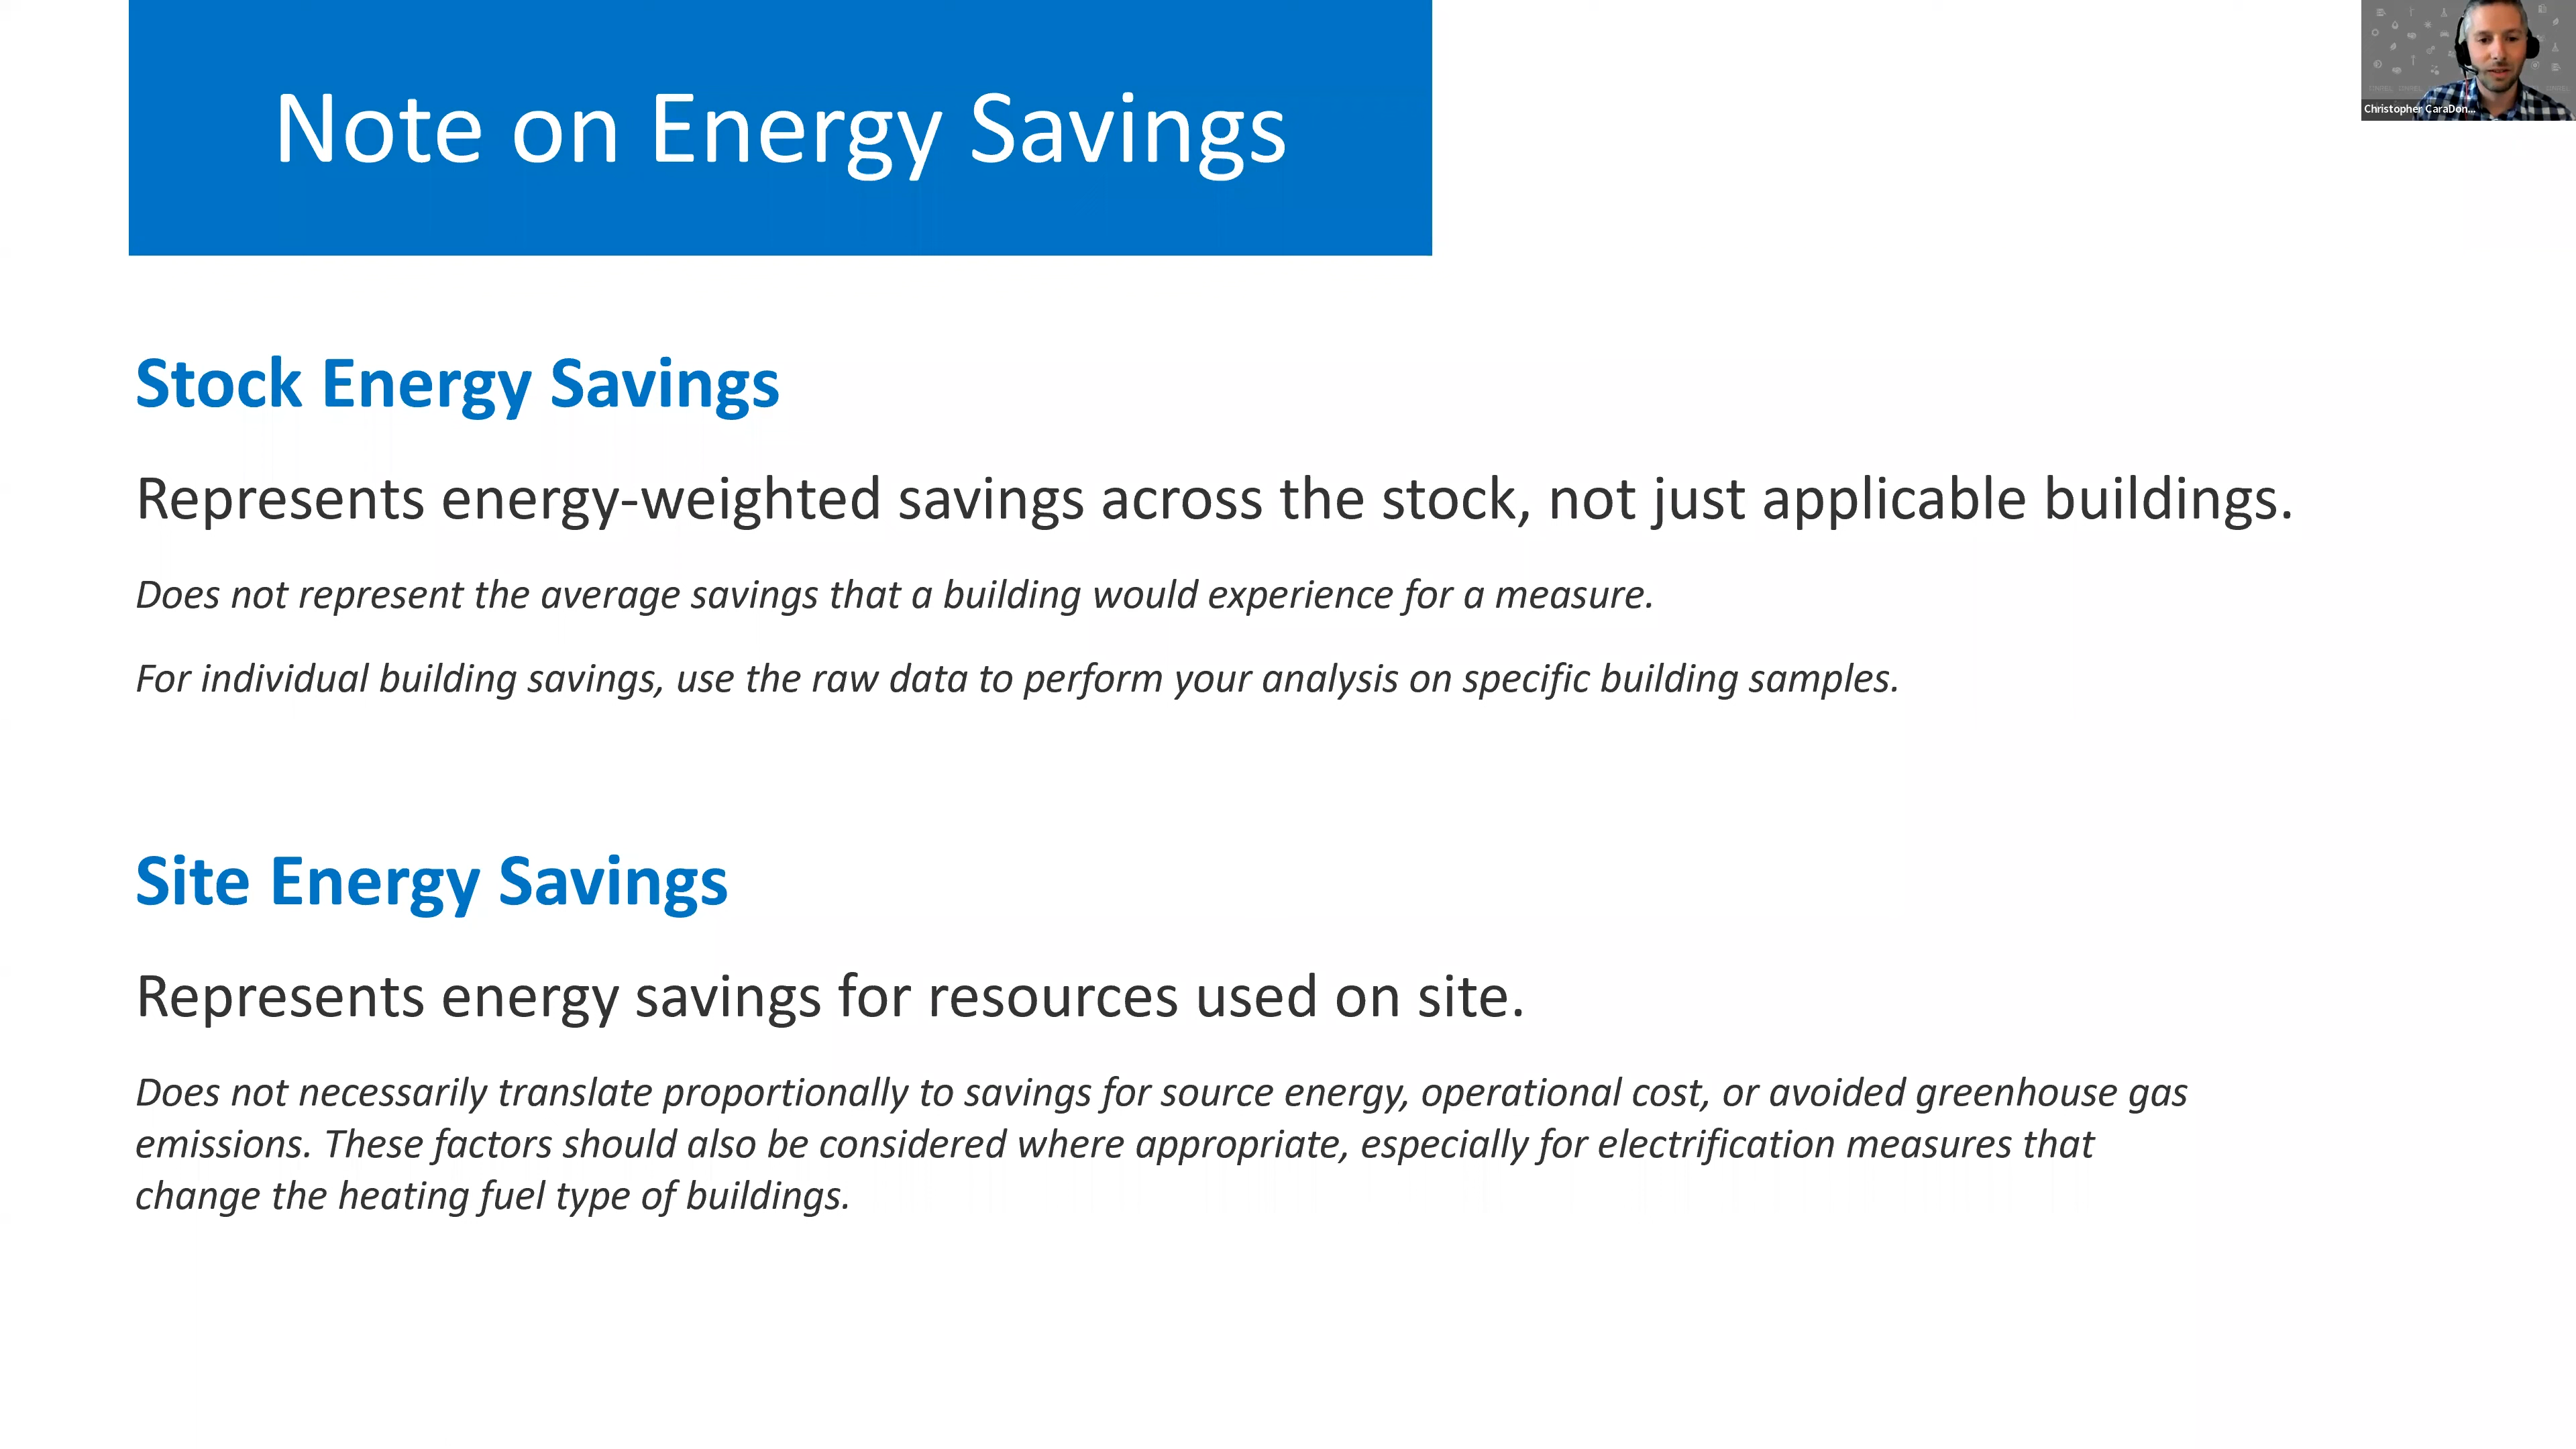 Note on Energy Savings
Christopher CaraDon...
Stock Energy Savings
Represents energy-weighted savings across the stock, not just applicable buildings.
Does not represent the average savings that a building would experience for a measure.
For individual building savings, use the raw data to perform your analysis on specific building samples.
Site Energy Savings
Represents energy savings for resources used on site.
Does not necessarily translate proportionally to savings for source energy, operational cost, or avoided greenhouse gas
emissions. These factors should also be considered where appropriate, especially for electrification measures that
change the heating fuel type of buildings.